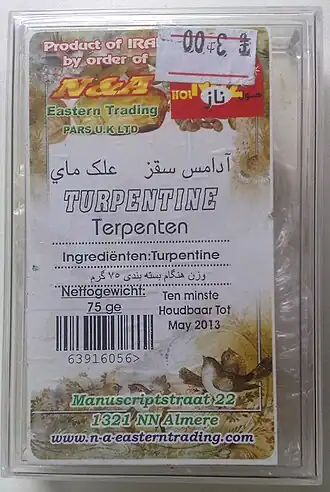 Product of IRA
by order of
N&A
Eastern Trading
PARS U.K LTD
ناز
آدامس سقز علک ماي
TURPENTINE
Terpenten
Ingrediënten:Turpentine
وزن هنگام بسته بندی ۷۵ گرم
Nettogewicht:
75 ge
Ten minste
Houdbaar Tot
May 2013
63916056>
Manuscriptstraat 22
1321 NN Almere
www.n-a-easterntrading.com